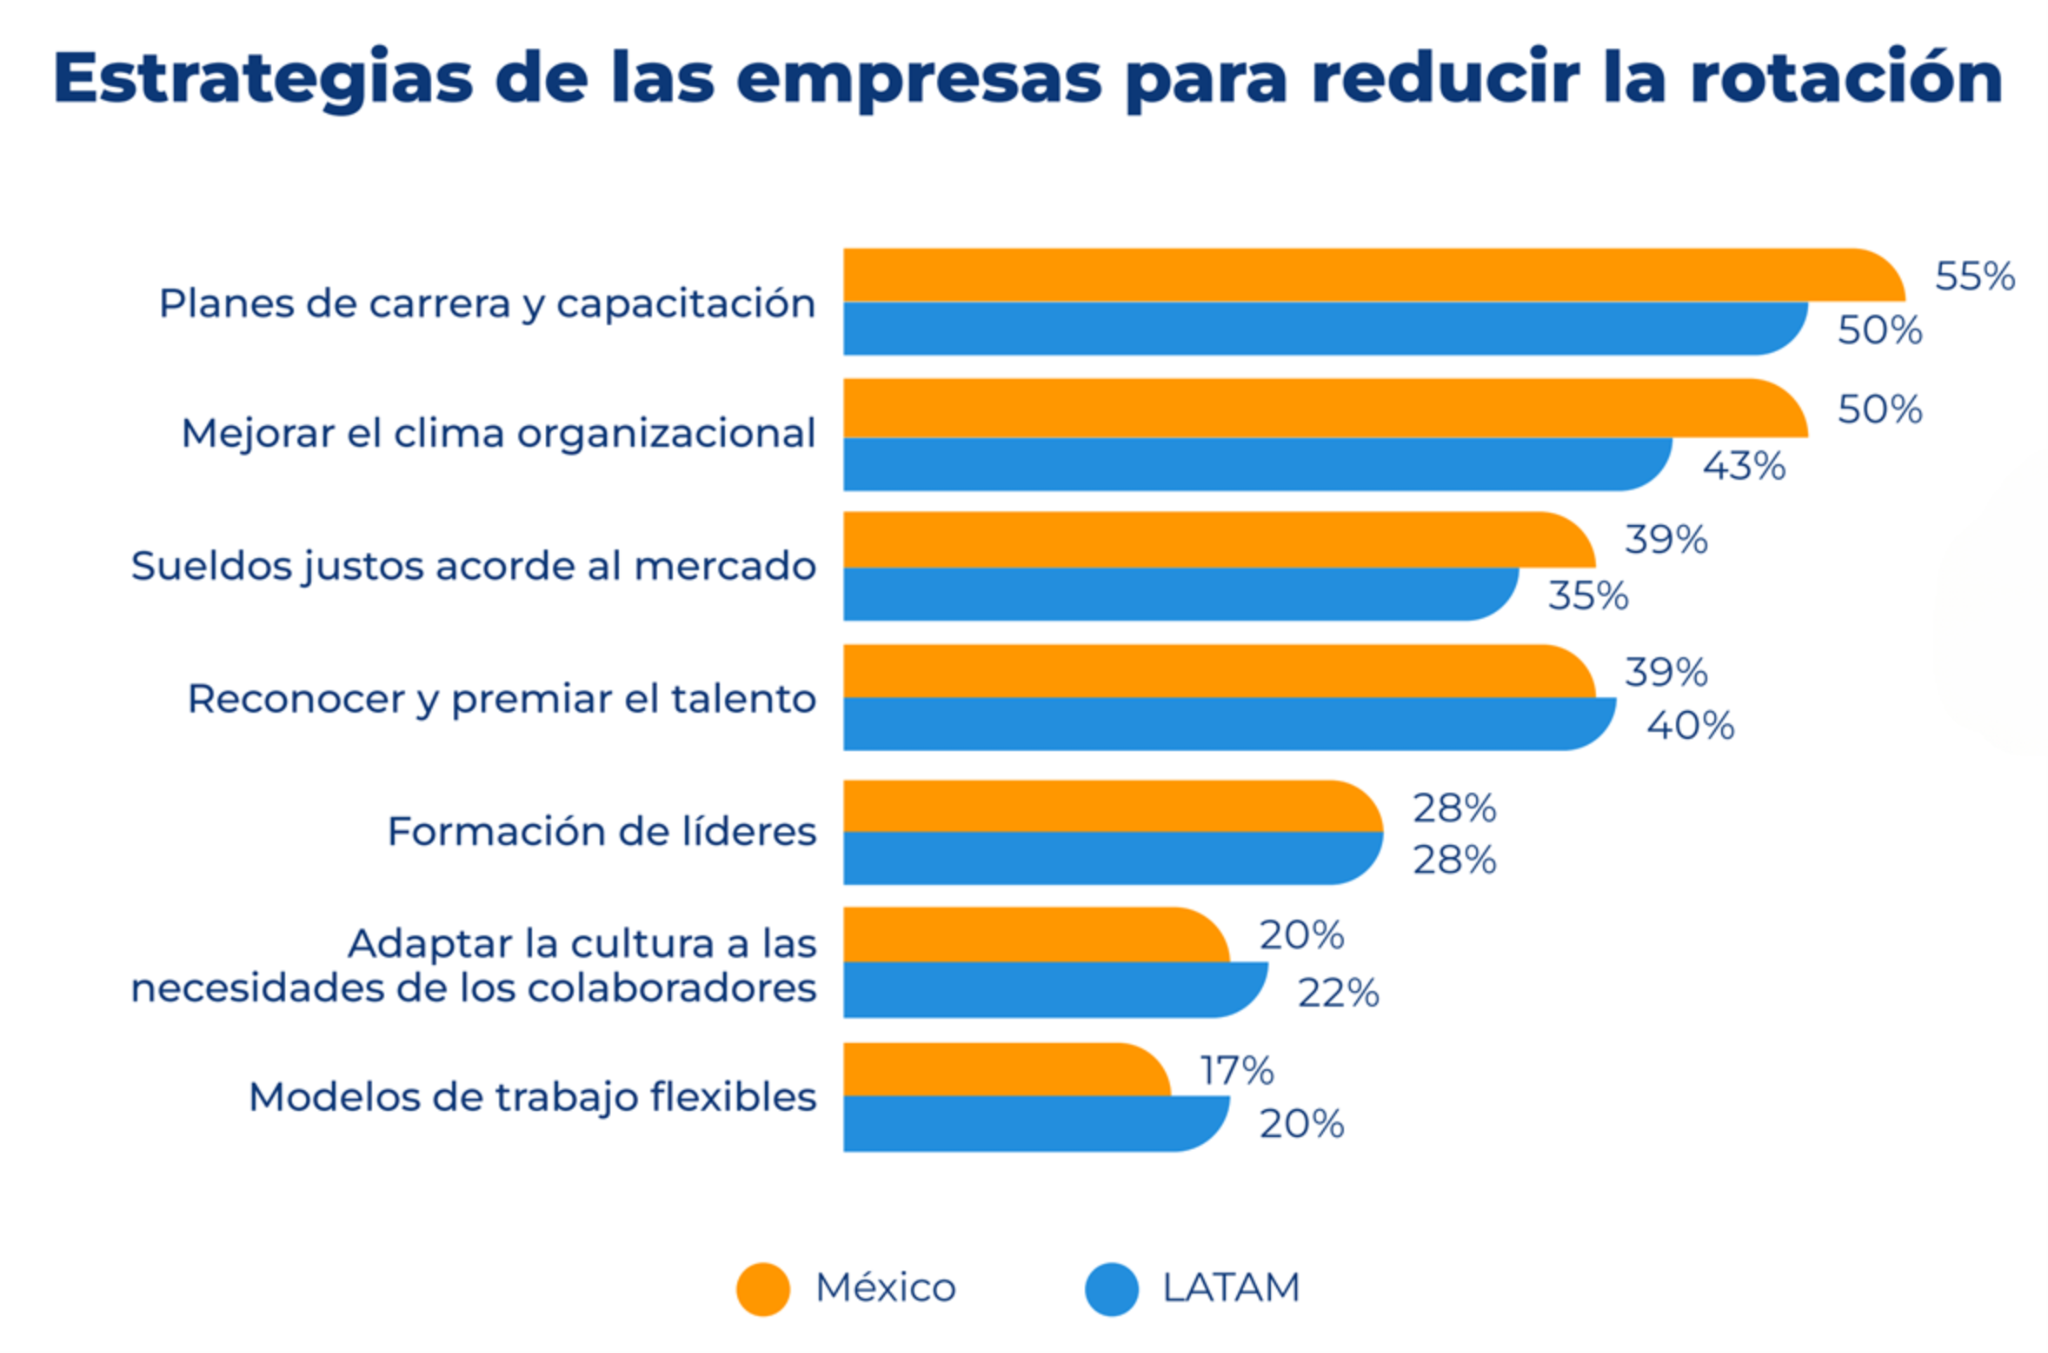 Estrategias de las empresas para reducir la rotación
Planes de carrera y capacitación
55%
50%
Mejorar el clima organizacional
50%
43%
Sueldos justos acorde al mercado
39%
35%
Reconocer y premiar el talento
39%
40%
Formación de líderes
28%
28%
Adaptar la cultura a las
necesidades de los colaboradores
20%
22%
Modelos de trabajo flexibles
17%
20%
México
LATAM